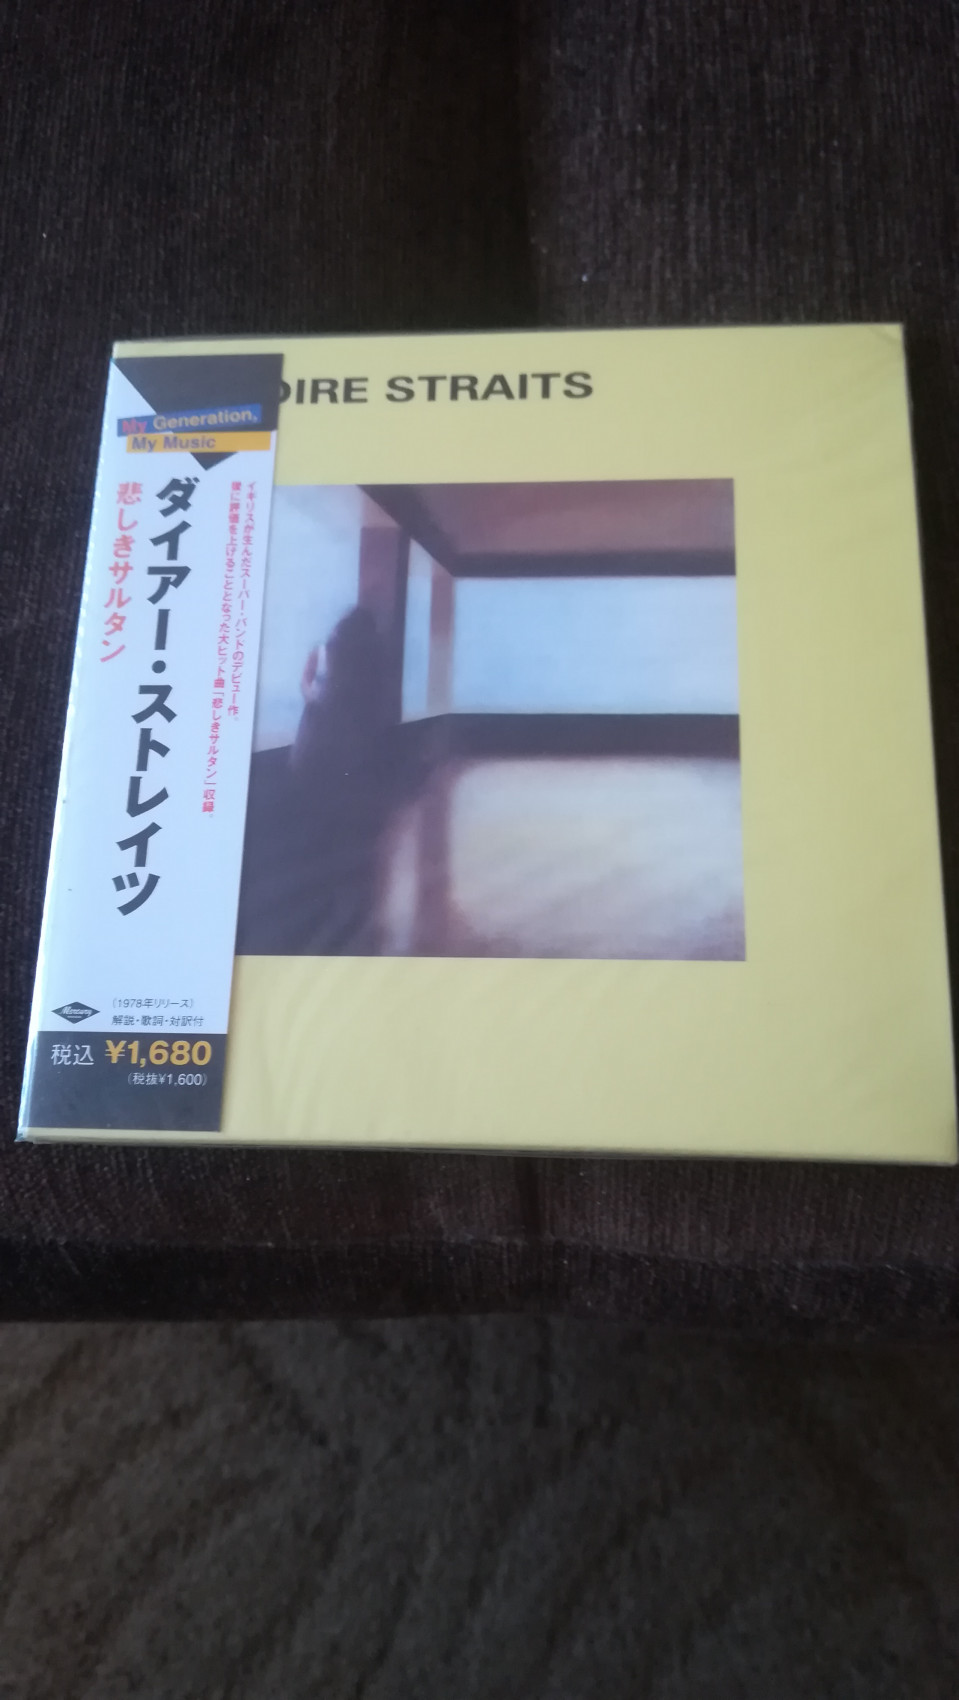 DIRE STRAITS
My Generation,
My Music
イギリスが生んだスーパー・バンドのデビュー作。
に評価を上げることとなった大ヒット曲「悲しきサルタン」収録。
ダイアー・ストレイツ
悲しきサルタン
Mercury
(1978年リリース)
解説・歌詞・対訳付
税込 ¥1,680
(税抜¥1,600)